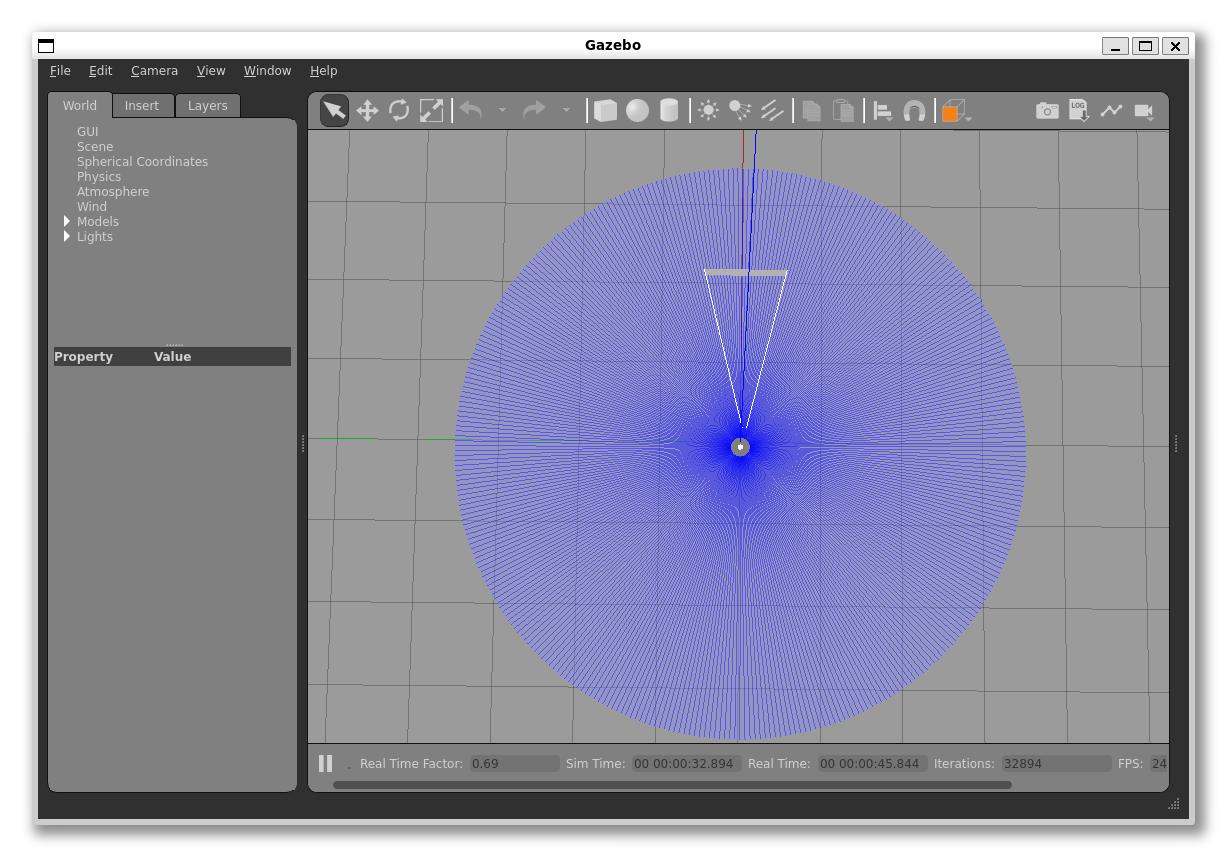 Gazebo
File Edit Camera View Window Help
World Insert Layers
LOG
GUI
Scene
Spherical Coordinates
Physics
Atmosphere
Wind
Models
Lights
Property Value
Real Time Factor: 0.69 Sim Time: 00 00:00:32.894 Real Time: 00 00:00:45.844 Iterations: 32894 FPS: 24